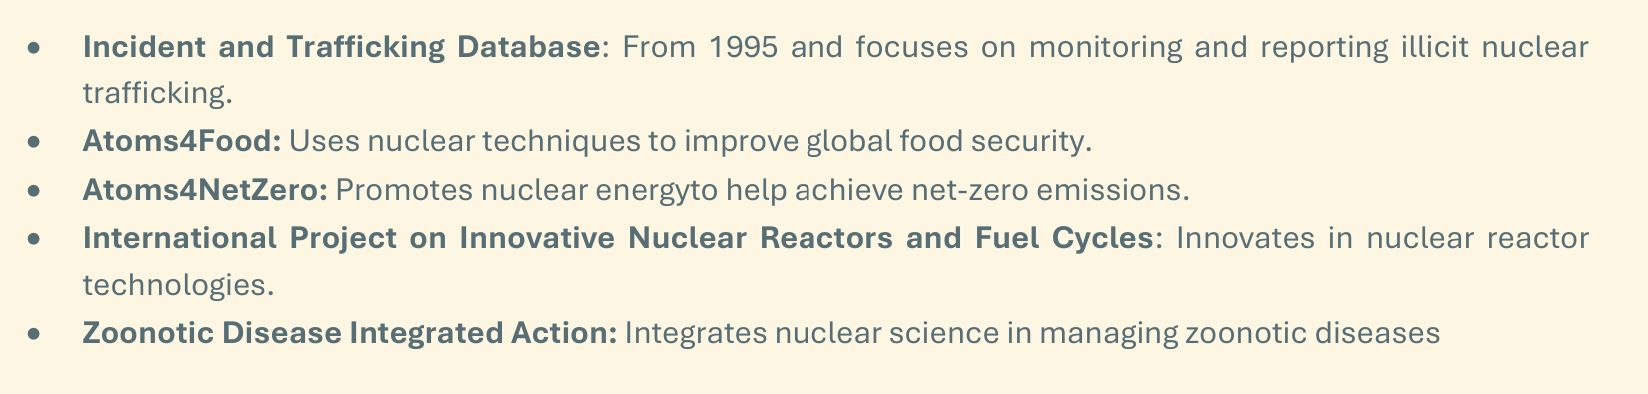 • Incident and Trafficking Database: From 1995 and focuses on monitoring and reporting illicit nuclear
trafficking.
• Atoms4Food: Uses nuclear techniques to improve global food security.
• Atoms4NetZero: Promotes nuclear energyto help achieve net-zero emissions.
• International Project on Innovative Nuclear Reactors and Fuel Cycles: Innovates in nuclear reactor
technologies.
• Zoonotic Disease Integrated Action: Integrates nuclear science in managing zoonotic diseases